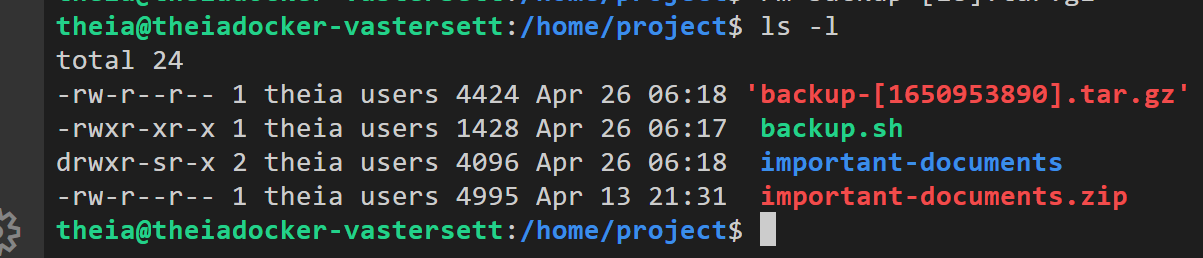 theia@theiadocker-vastersett:/home/project$ ls -l
total 24
-rw-r--r-- 1 theia users 4424 Apr 26 06:18 'backup-[1650953890].tar.gz'
-rwxr-xr-x 1 theia users 1428 Apr 26 06:17  backup.sh
drwxr-sr-x 2 theia users 4096 Apr 26 06:18  important-documents
-rw-r--r-- 1 theia users 4995 Apr 13 21:31  important-documents.zip
theia@theiadocker-vastersett:/home/project$